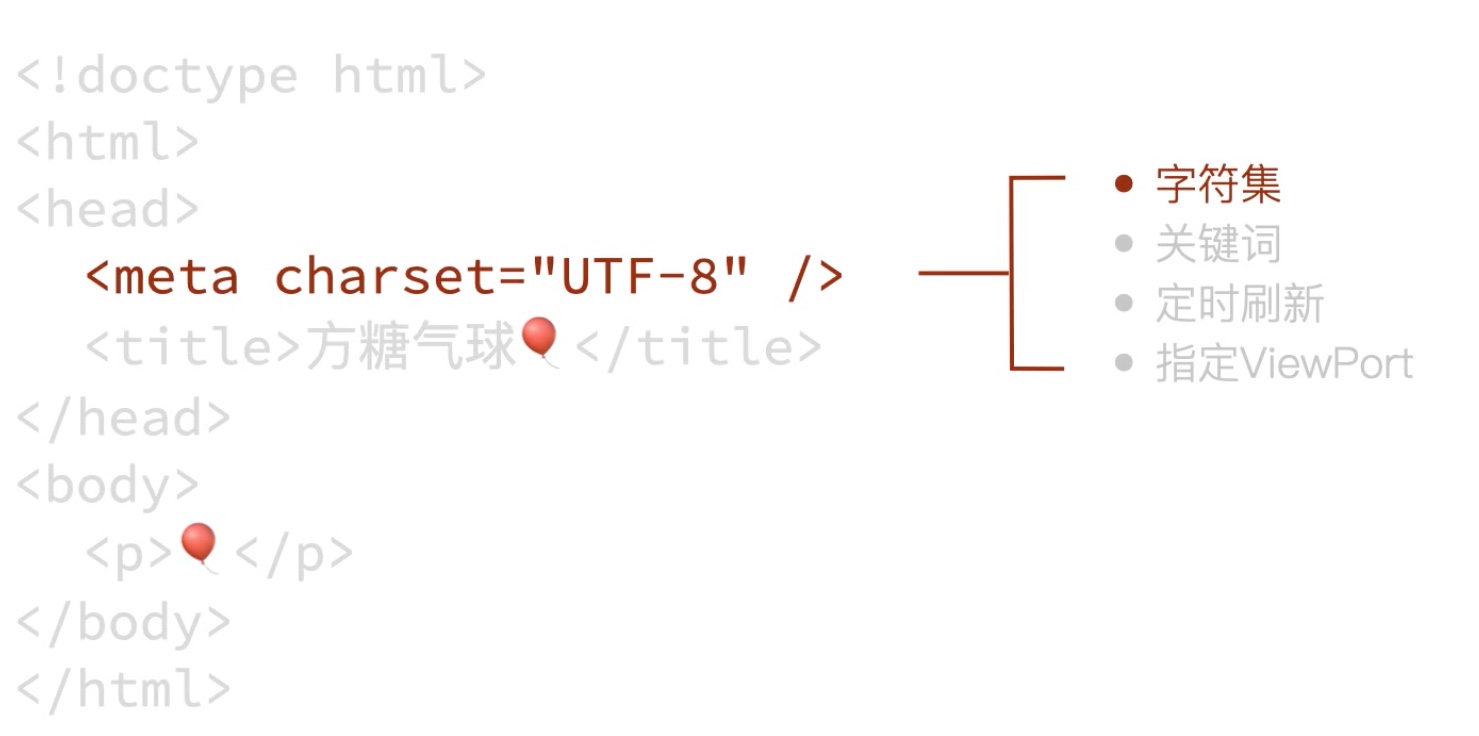 <!doctype html>
<html>
<head>
<meta charset="UTF-8" />
<title>方糖气球🎈</title>
</head>
<body>
<p>🎈</p>
</body>
</html>
• 字符集
• 关键词
• 定时刷新
• 指定ViewPort